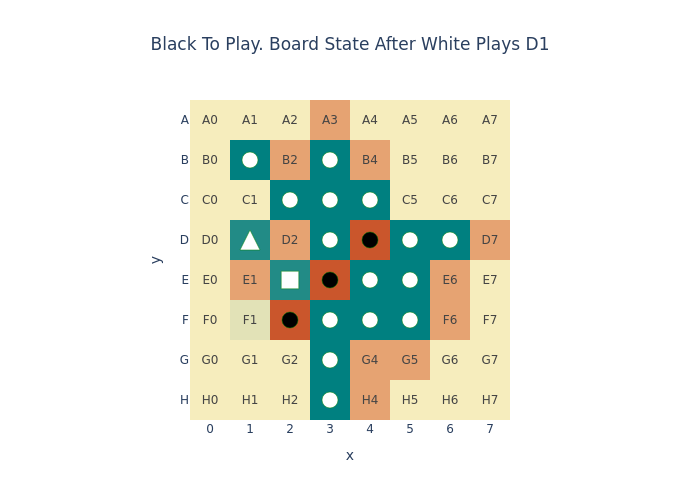 Black To Play. Board State After White Plays D1
A A0 A1 A2 A3 A4 A5 A6 A7
B B0 B2 B4 B5 B6 B7
C C0 C1 C5 C6 C7
D D0 D2 D7
y
E E0 E1 E6 E7
F F0 F1 F6 F7
G G0 G1 G2 G4 G5 G6 G7
H H0 H1 H2 H4 H5 H6 H7
0 1 2 3 4 5 6 7
x